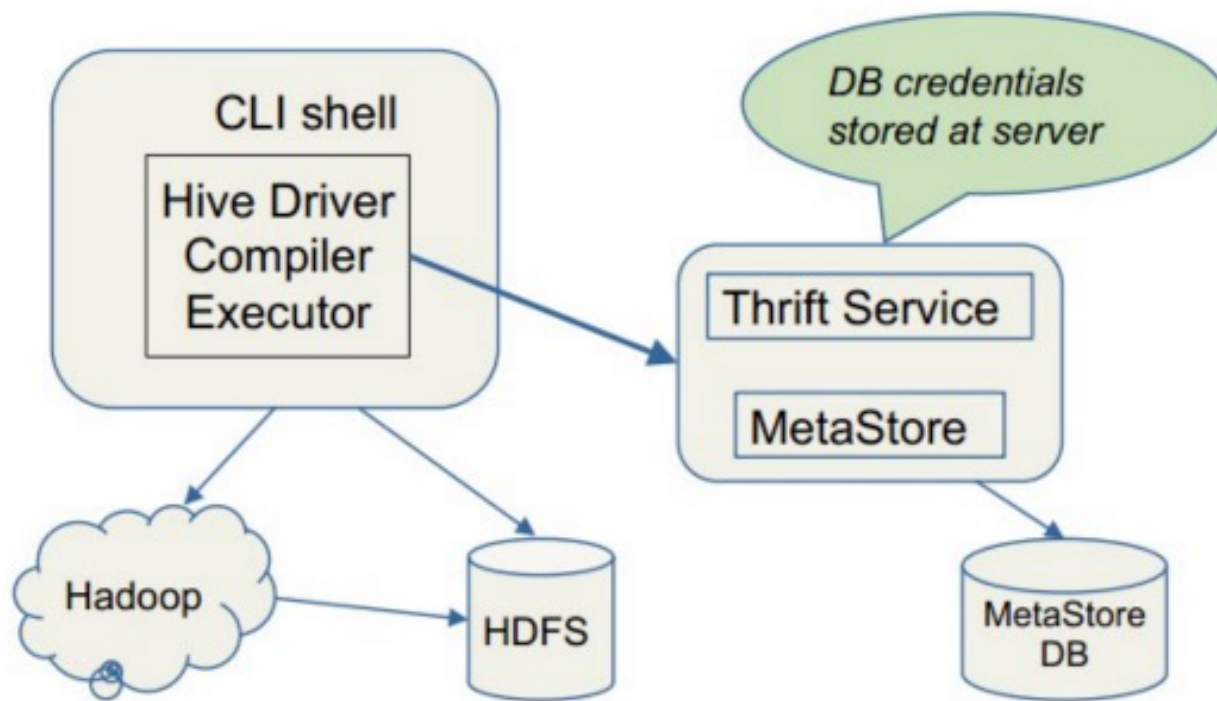 CLI shell
Hive Driver
Compiler
Executor
DB credentials
stored at server
Thrift Service
MetaStore
Hadoop
HDFS
MetaStore
DB